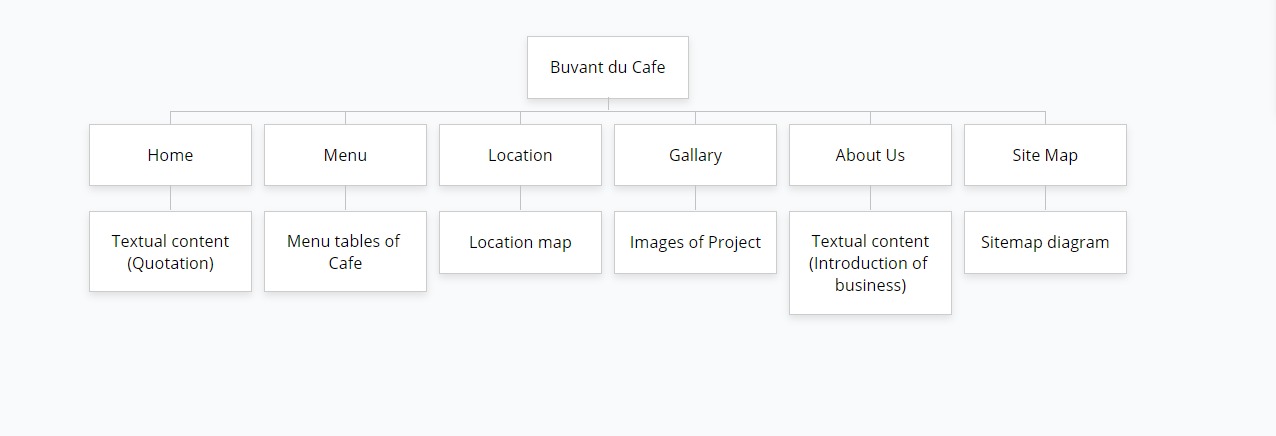 Buvant du Cafe
Home
Menu
Location
Gallary
About Us
Site Map
Textual content
(Quotation)
Menu tables of
Cafe
Location map
Images of Project
Textual content
(Introduction of
business)
Sitemap diagram